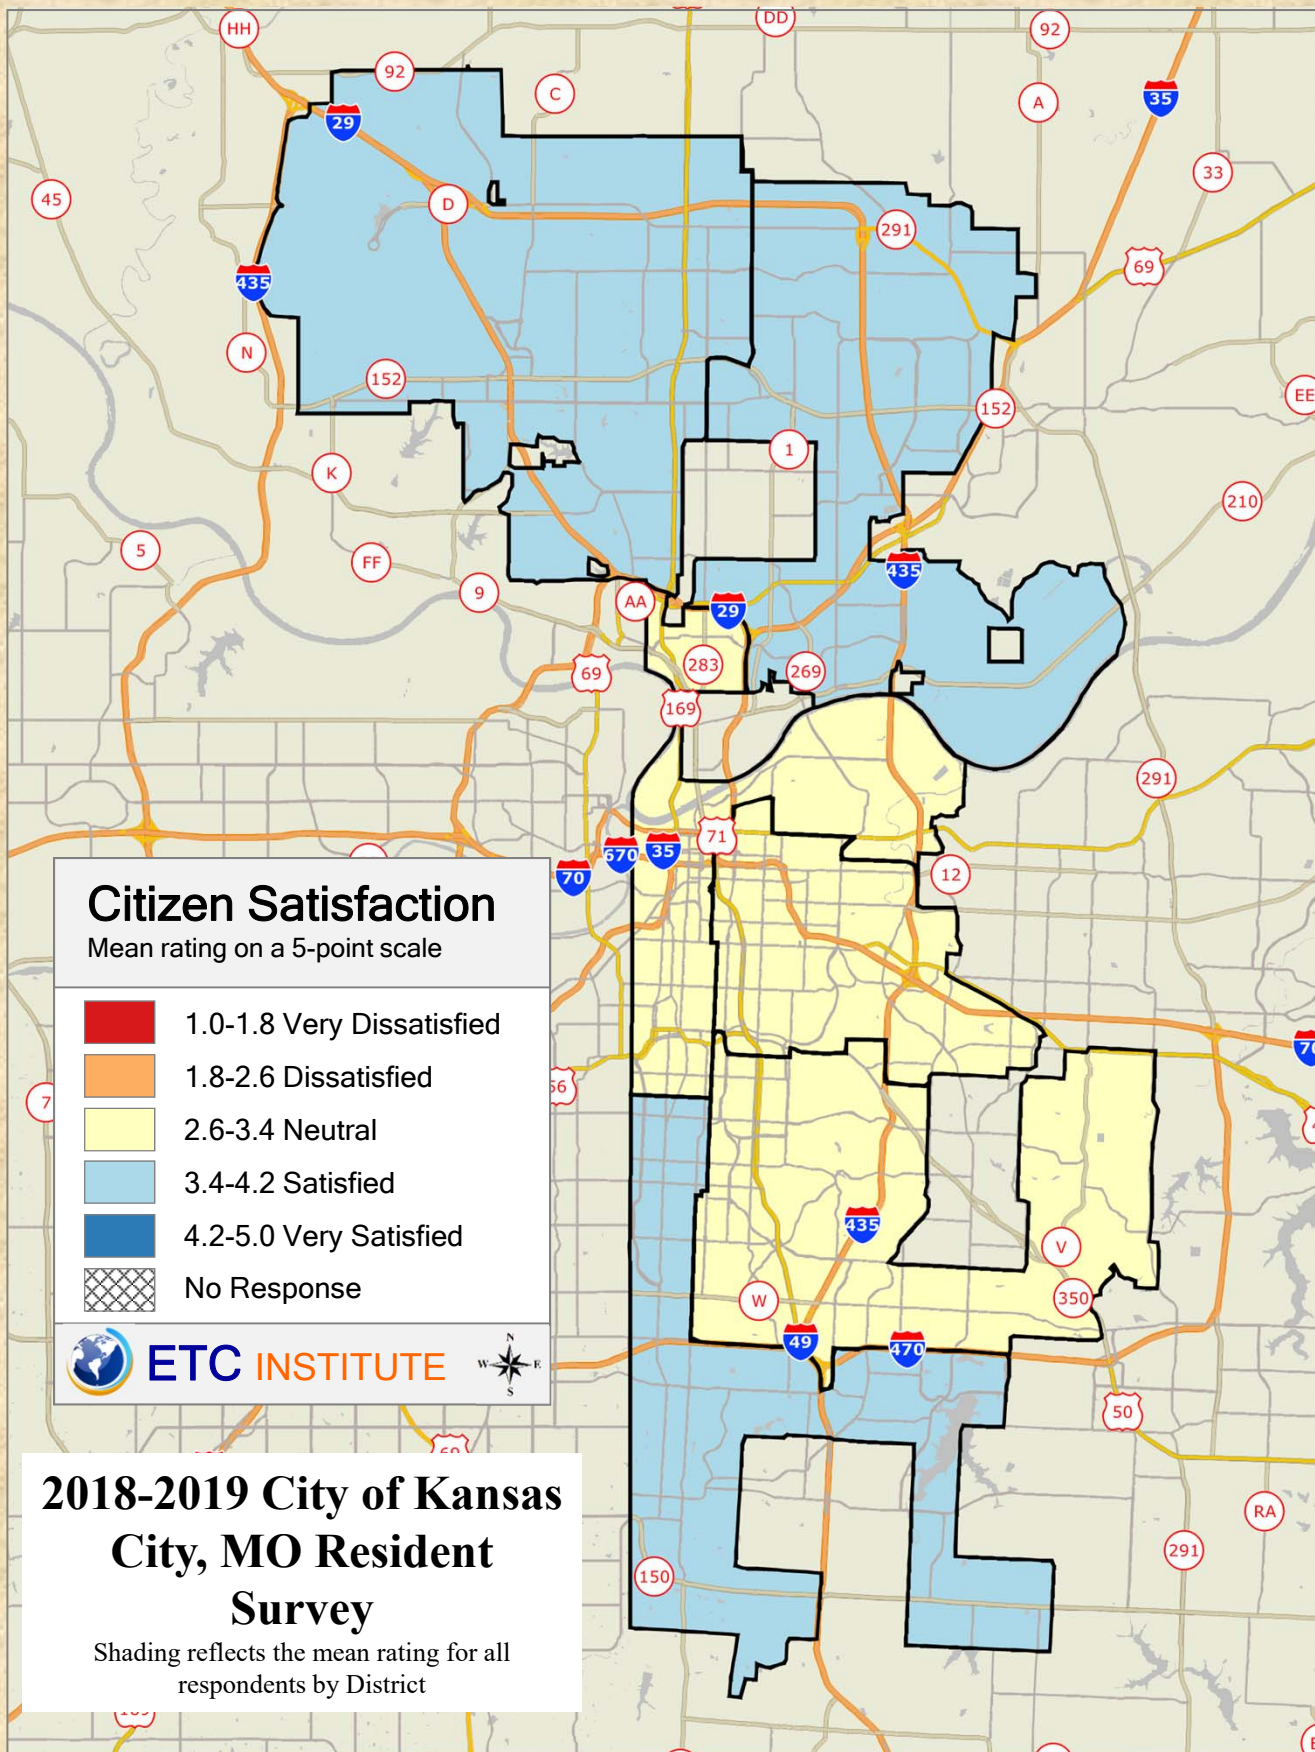 HH
DD
92
92
C
A
35
29
33
45
D
291
69
435
N
152
EE
152
1
K
210
5
FF
435
9
AA
29
283
269
69
169
291
71
670
35
70
12
Citizen Satisfaction
Mean rating on a 5-point scale
1.0-1.8 Very Dissatisfied
1.8-2.6 Dissatisfied
2.6-3.4 Neutral
3.4-4.2 Satisfied
4.2-5.0 Very Satisfied
No Response
ETC INSTITUTE
N
W
E
S
7
435
V
W
350
49
470
50
RA
291
150
2018-2019 City of Kansas
City, MO Resident
Survey
Shading reflects the mean rating for all
respondents by District